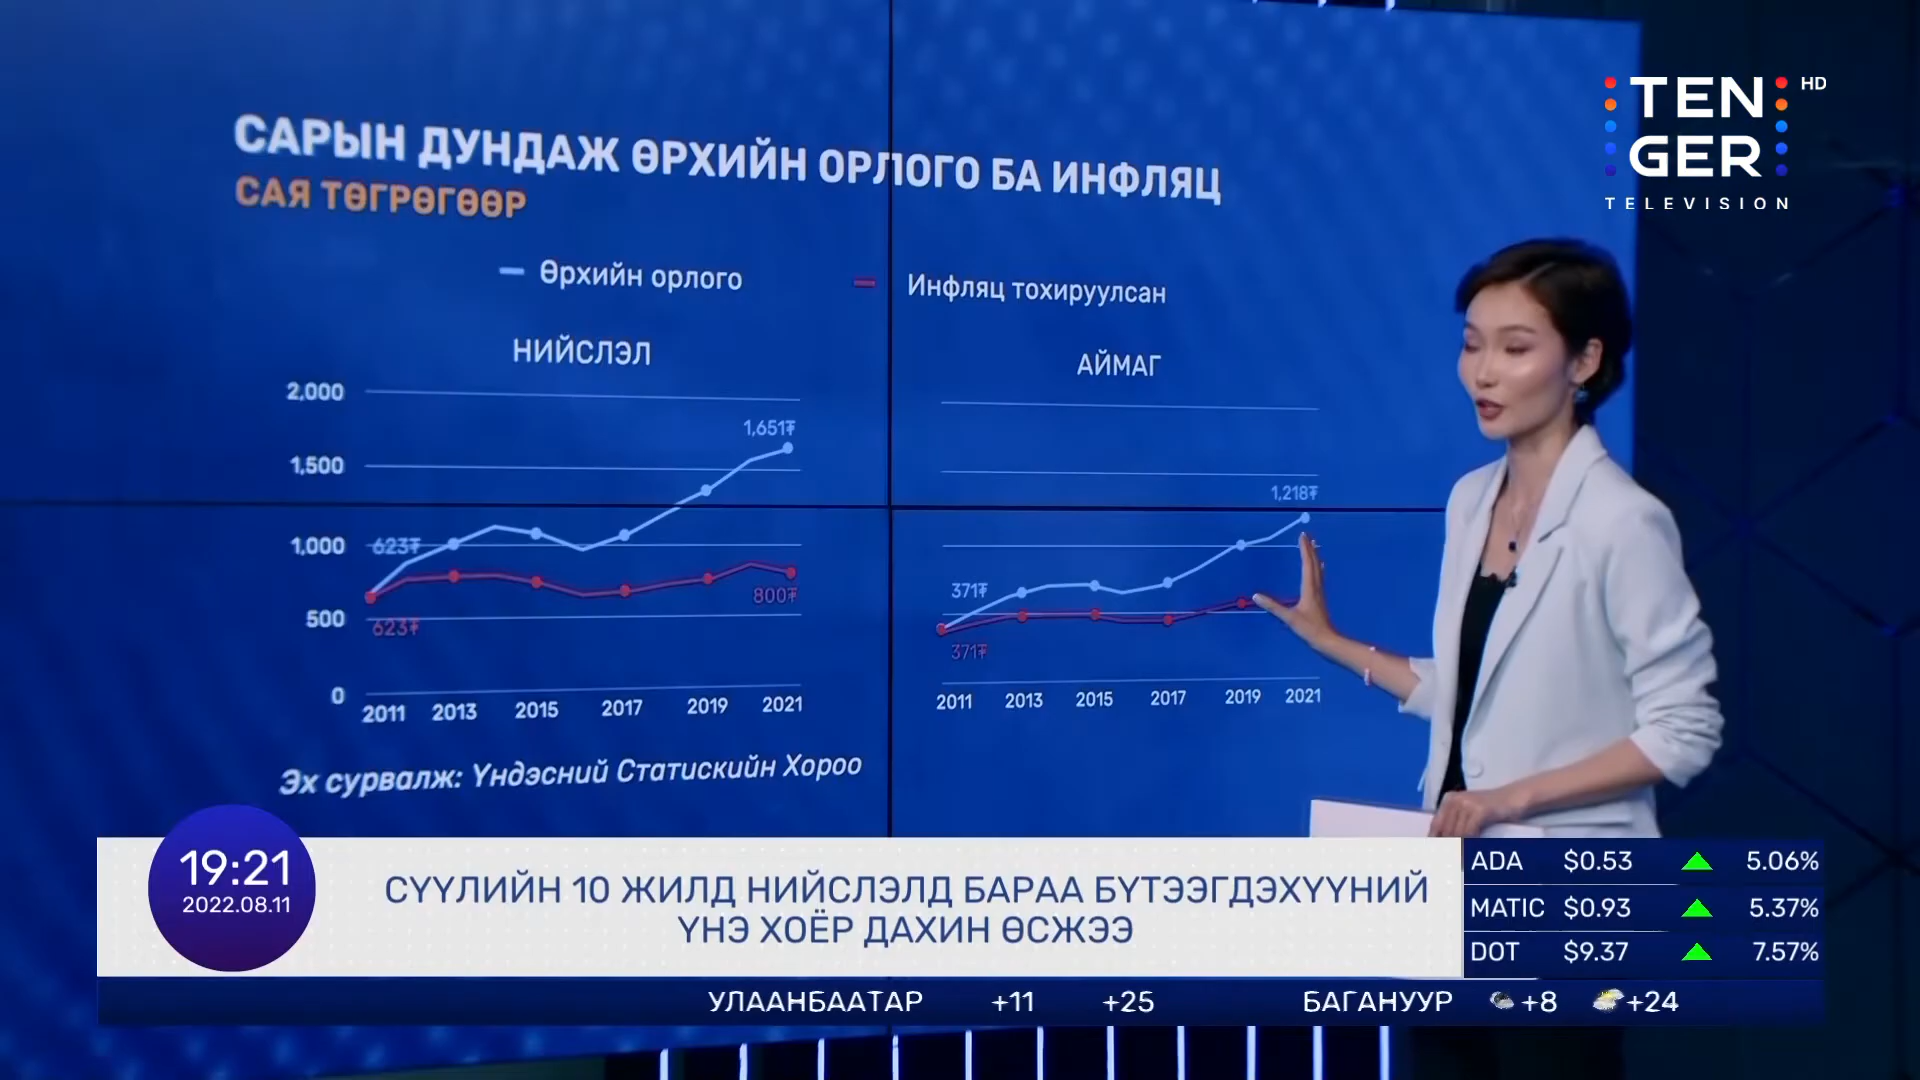 TEN HD
GER
TELEVISION
САРЫН ДУНДАЖ ӨРХИЙН ОРЛОГО БА ИНФЛЯЦ
САЯ ТӨГРӨГӨӨР
Өрхийн орлого
Инфляц тохируулсан
НИЙСЛЭЛ
АЙМАГ
2,000
1,500
1,000
500
0
1,651₮
623₮
623₮
800₮
2011 2013 2015 2017 2019 2021
1,218₮
371₮
371₮
2011 2013 2015 2017 2019 2021
Эх сурвалж: Үндэсний Статискийн Хороо
19:21
2022.08.11
СҮҮЛИЙН 10 ЖИЛД НИЙСЛЭЛД БАРАА БҮТЭЭГДЭХҮҮНИЙ
ҮНЭ ХОЁР ДАХИН ӨСЖЭЭ
ADA $0.53 5.06%
MATIC $0.93 5.37%
DOT $9.37 7.57%
УЛААНБААТАР +11 +25 БАГАНУУР +8 +24